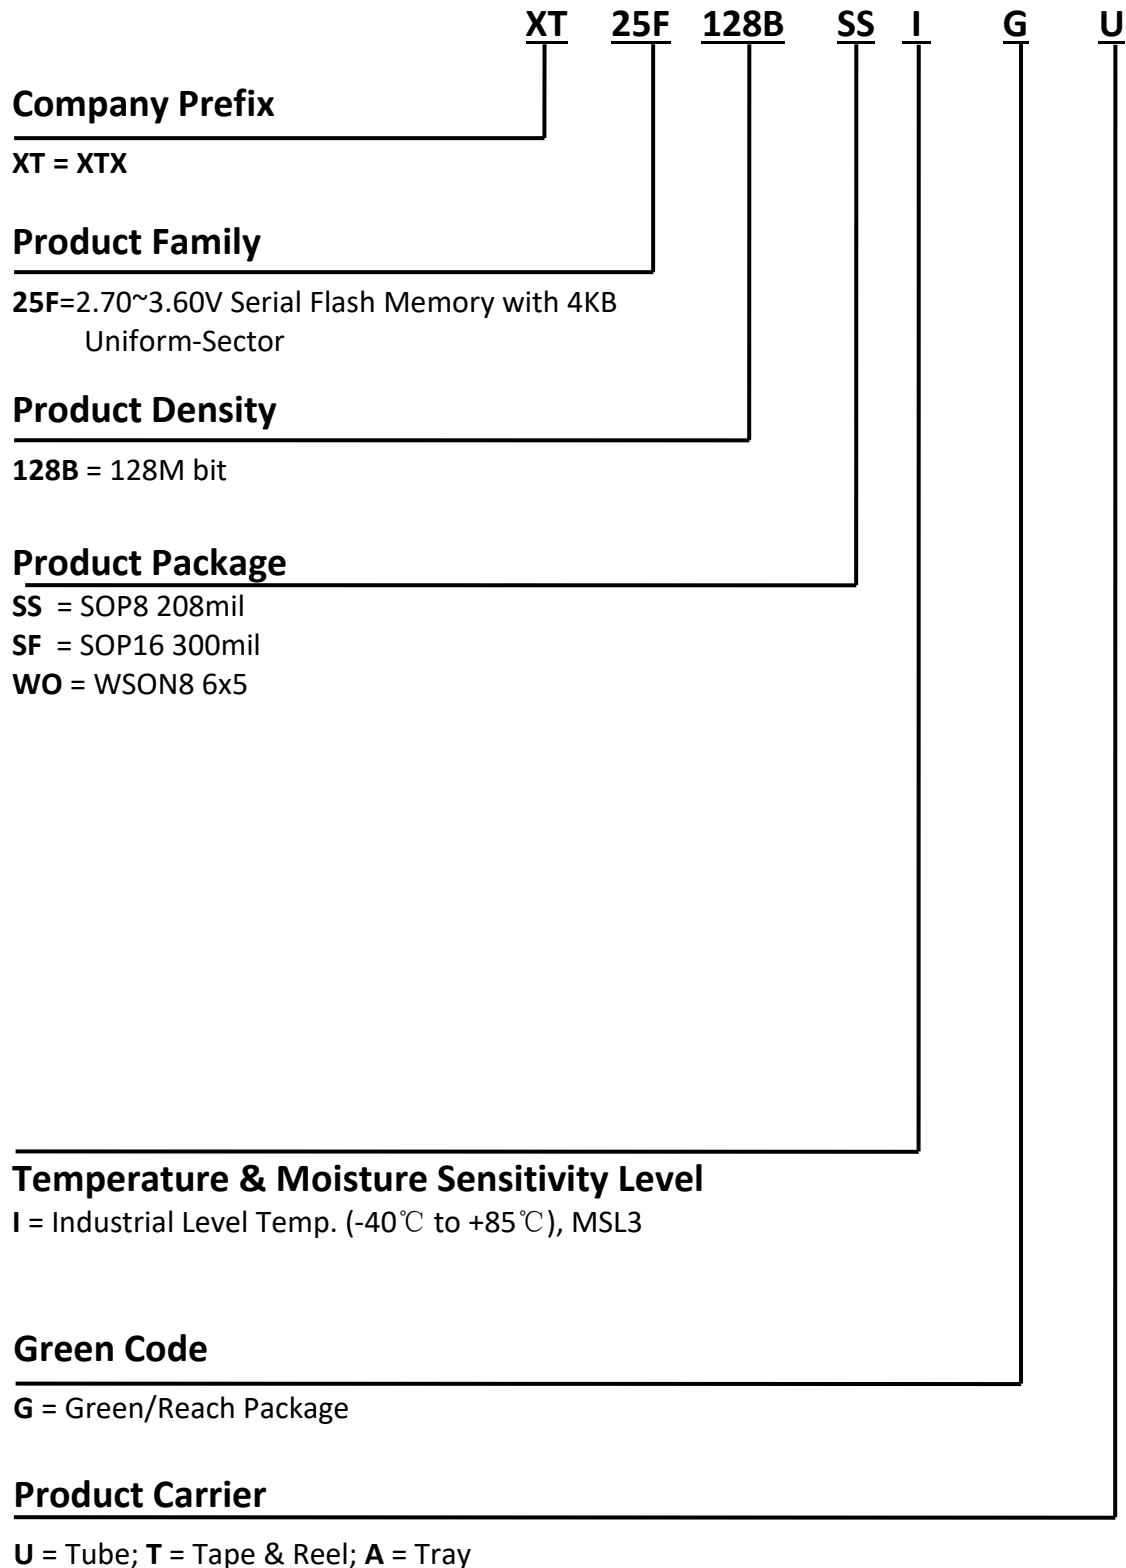 XT 25F 128B SS I G U
Company Prefix
XT = XTX
Product Family
25F=2.70~3.60V Serial Flash Memory with 4KB
Uniform-Sector
Product Density
128B = 128M bit
Product Package
SS = SOP8 208mil
SF = SOP16 300mil
WO = WSON8 6x5
Temperature & Moisture Sensitivity Level
I = Industrial Level Temp. (-40℃ to +85℃), MSL3
Green Code
G = Green/Reach Package
Product Carrier
U = Tube; T = Tape & Reel; A = Tray